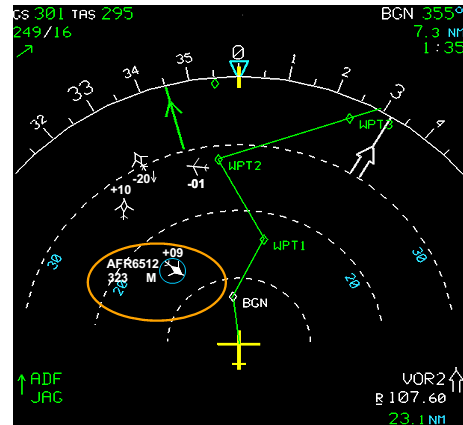 GS 301 TAS 295
249/16
BGN 355°
7.3 NM
1:35
32
33
34
35
0
1
2
3
4
WPT3
WPT2
-01
-20↓
+10
WPT1
30
30
+09
AFR6512
323 M
20
20
BGN
ADF
JAG
VOR2
R 107.60
23.1 NM